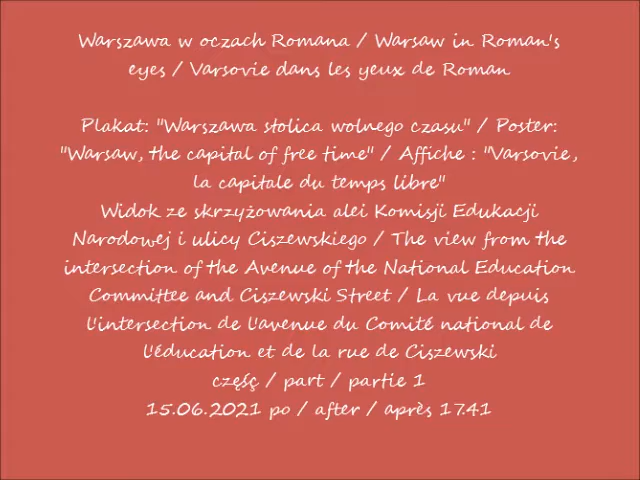 Warszawa w oczach Romana / Warsaw in Roman's
eyes / Varsovie dans les yeux de Roman
Plakat: "Warszawa stolica wolnego czasu" / Poster:
"Warsaw, the capital of free time" / Affiche : "Varsovie,
la capitale du temps libre"
Widok ze skrzyżowania alei Komisji Edukacji
Narodowej i ulicy Ciszewskiego / The view from the
intersection of the Avenue of the National Education
Committee and Ciszewski Street / La vue depuis
l'intersection de l'avenue du Comité national de
l'éducation et de la rue de Ciszewski
częśç / part / partie 1
15.06.2021 po / after / après 17.41